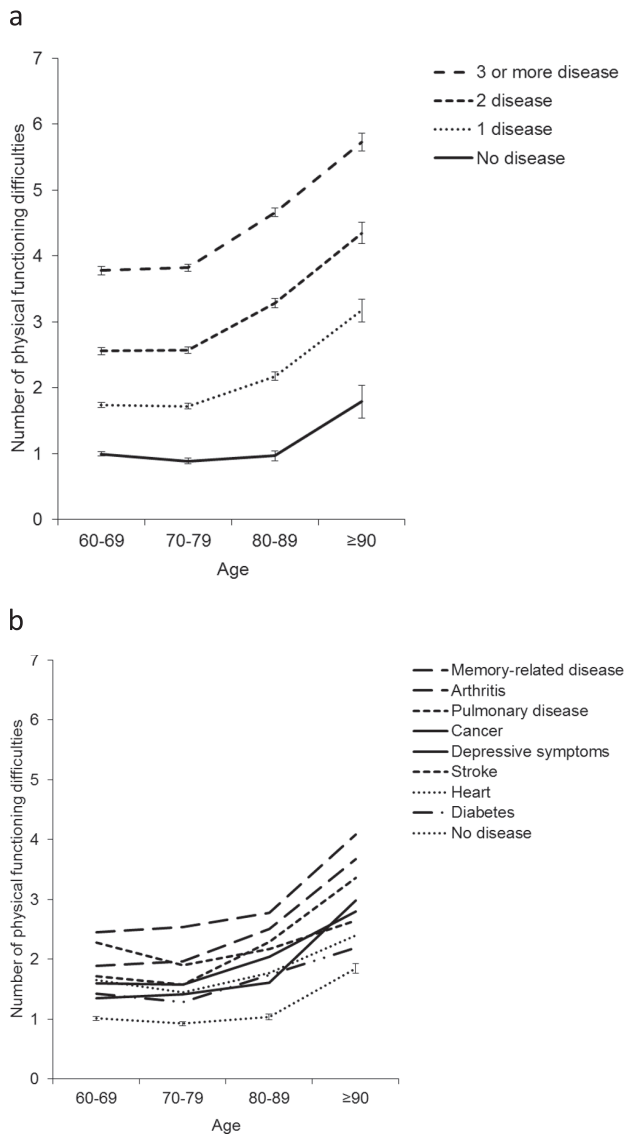 a
7
6
5
4
3
2
1
0
Number of physical functioning difficulties
60-69 70-79 80-89 ≥90
Age
3 or more disease
2 disease
1 disease
No disease
b
7
6
5
4
3
2
1
0
Number of physical functioning difficulties
60-69 70-79 80-89 ≥90
Age
Memory-related disease
Arthritis
Pulmonary disease
Cancer
Depressive symptoms
Stroke
Heart
Diabetes
No disease